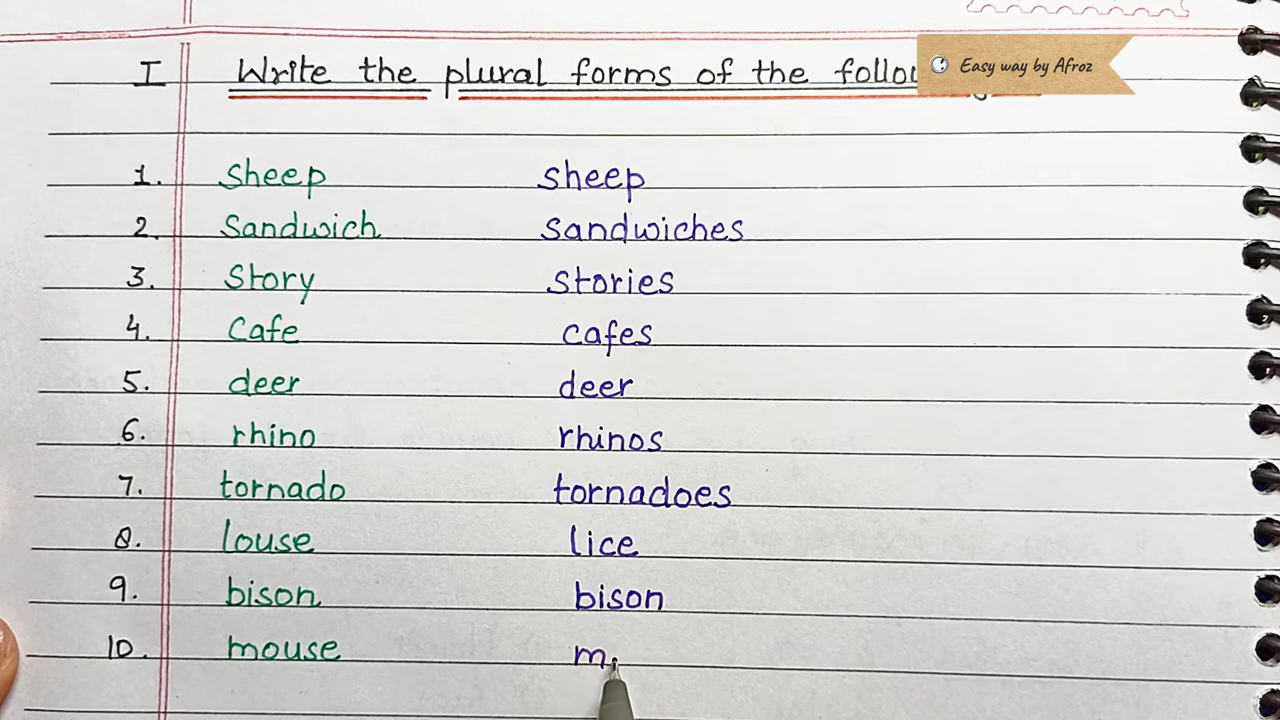 I Write the plural forms of the
Easy way by Afroz
1. Sheep sheep
2. Sandwich sandwiches
3. Story stories
4. Cafe cafes
5. deer deer
6. rhino rhinos
7. tornado tornadoes
8. louse lice
9. bison bison
10. mouse m